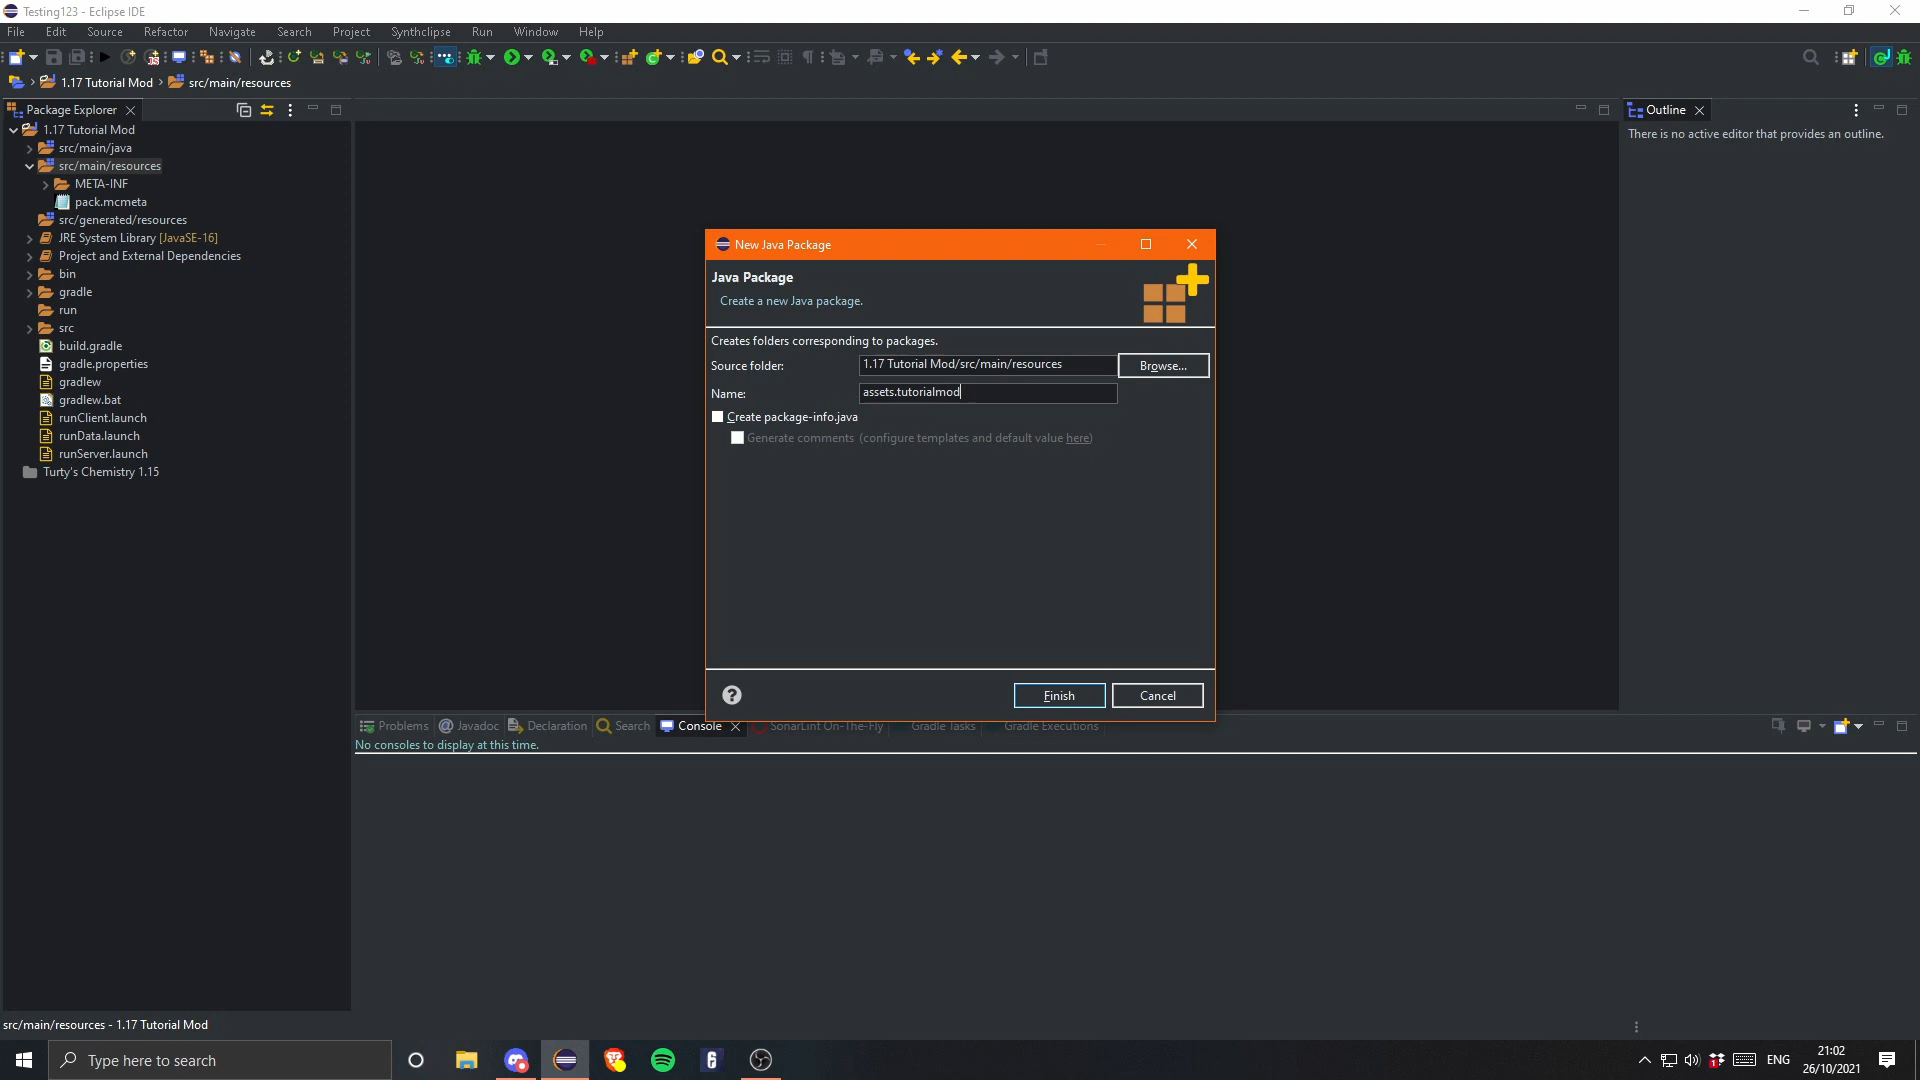 Testing123 - Eclipse IDE
File Edit Source Refactor Navigate Search Project Synthclipse Run Window Help
1.17 Tutorial Mod src/main/resources
Package Explorer
Outline
1.17 Tutorial Mod
There is no active editor that provides an outline.
src/main/java
src/main/resources
META-INF
pack.mcmeta
src/generated/resources
JRE System Library [JavaSE-16]
Project and External Dependencies
bin
gradle
run
src
build.gradle
gradle.properties
gradlew
gradlew.bat
runClient.launch
runData.launch
runServer.launch
Turty's Chemistry 1.15
New Java Package
Java Package
Create a new Java package.
Creates folders corresponding to packages.
Source folder: 1.17 Tutorial Mod/src/main/resources Browse...
Name: assets.tutorialmod
Create package-info.java
Generate comments (configure templates and default value here)
Finish Cancel
Problems Javadoc Declaration Search Console SonarLint On-The-Fly Gradle Tasks Gradle Executions
No consoles to display at this time.
src/main/resources - 1.17 Tutorial Mod
Type here to search
ENG
21:02
26/10/2021